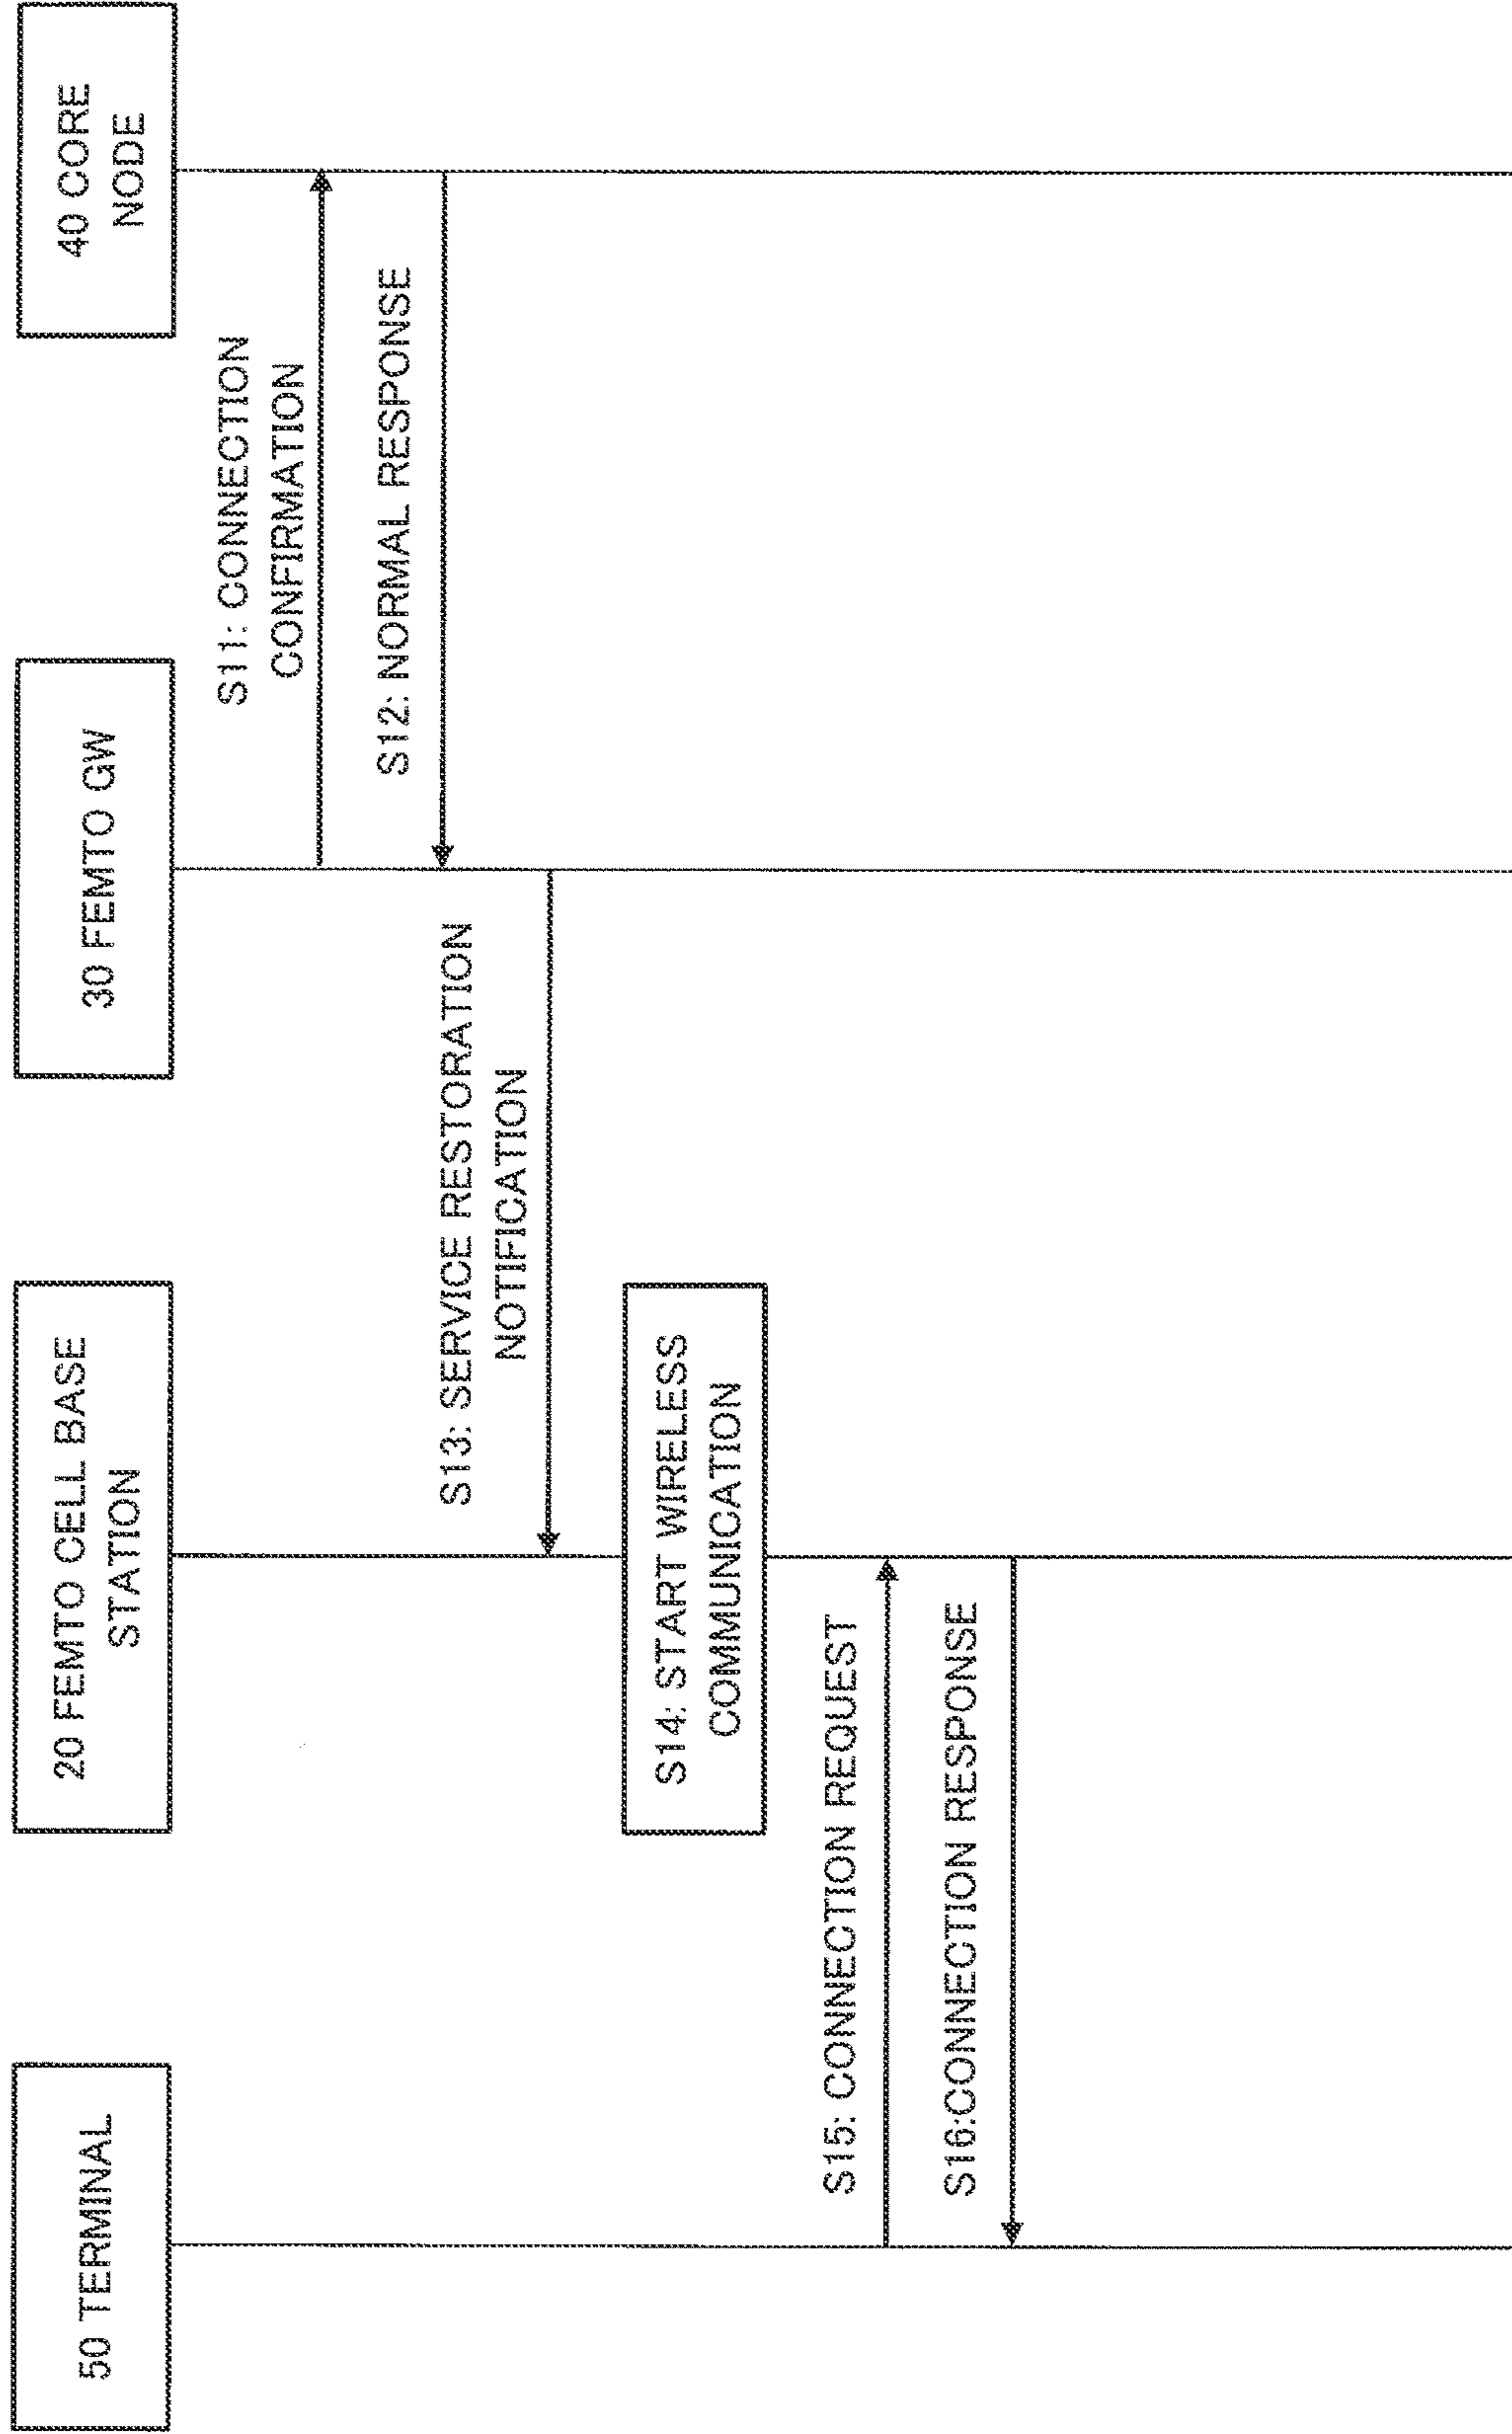 50 TERMINAL
20 FEMTO CELL BASE
STATION
30 FEMTO GW
40 CORE
NODE
S11: CONNECTION
CONFIRMATION
S12: NORMAL RESPONSE
S13: SERVICE RESTORATION
NOTIFICATION
S14: START WIRELESS
COMMUNICATION
S15: CONNECTION REQUEST
S16:CONNECTION RESPONSE